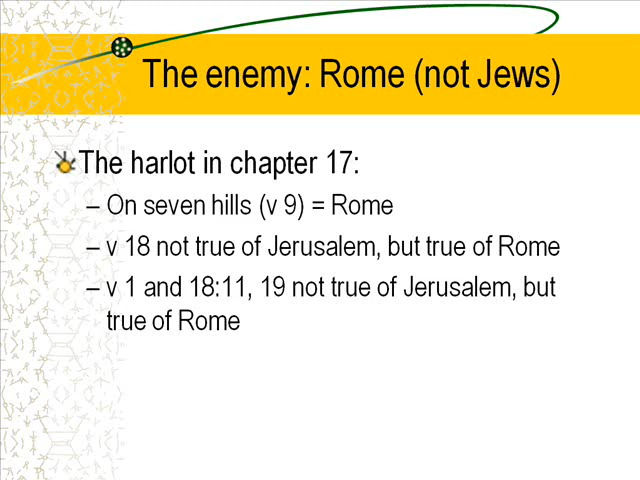 The enemy: Rome (not Jews)
The harlot in chapter 17:
– On seven hills (v 9) = Rome
– v 18 not true of Jerusalem, but true of Rome
– v 1 and 18:11, 19 not true of Jerusalem, but
true of Rome